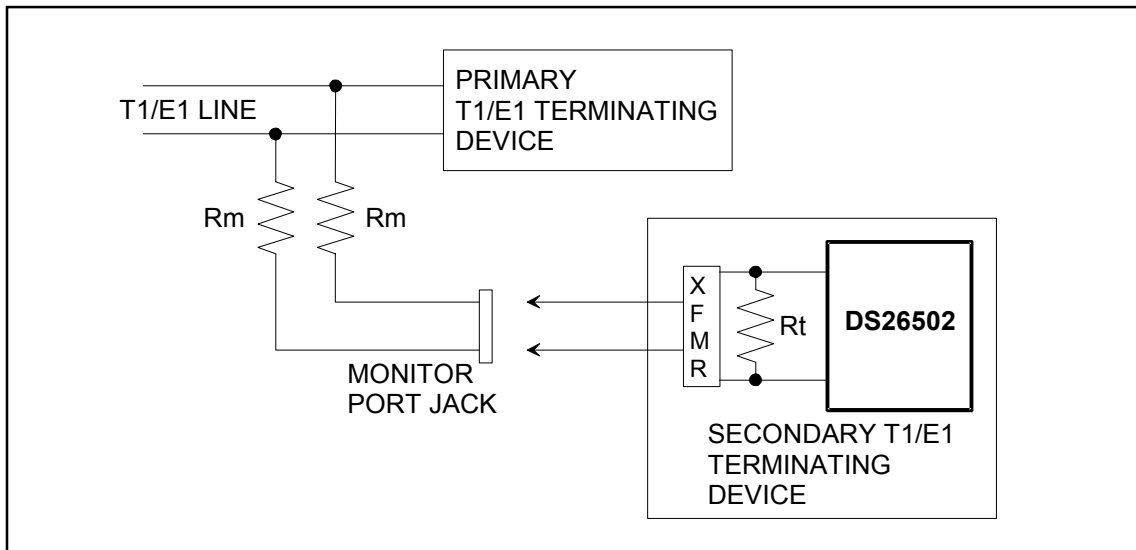 PRIMARY
T1/E1 TERMINATING
DEVICE
T1/E1 LINE
Rm
Rm
MONITOR
PORT JACK
X
F
M
R
Rt
DS26502
SECONDARY T1/E1
TERMINATING
DEVICE